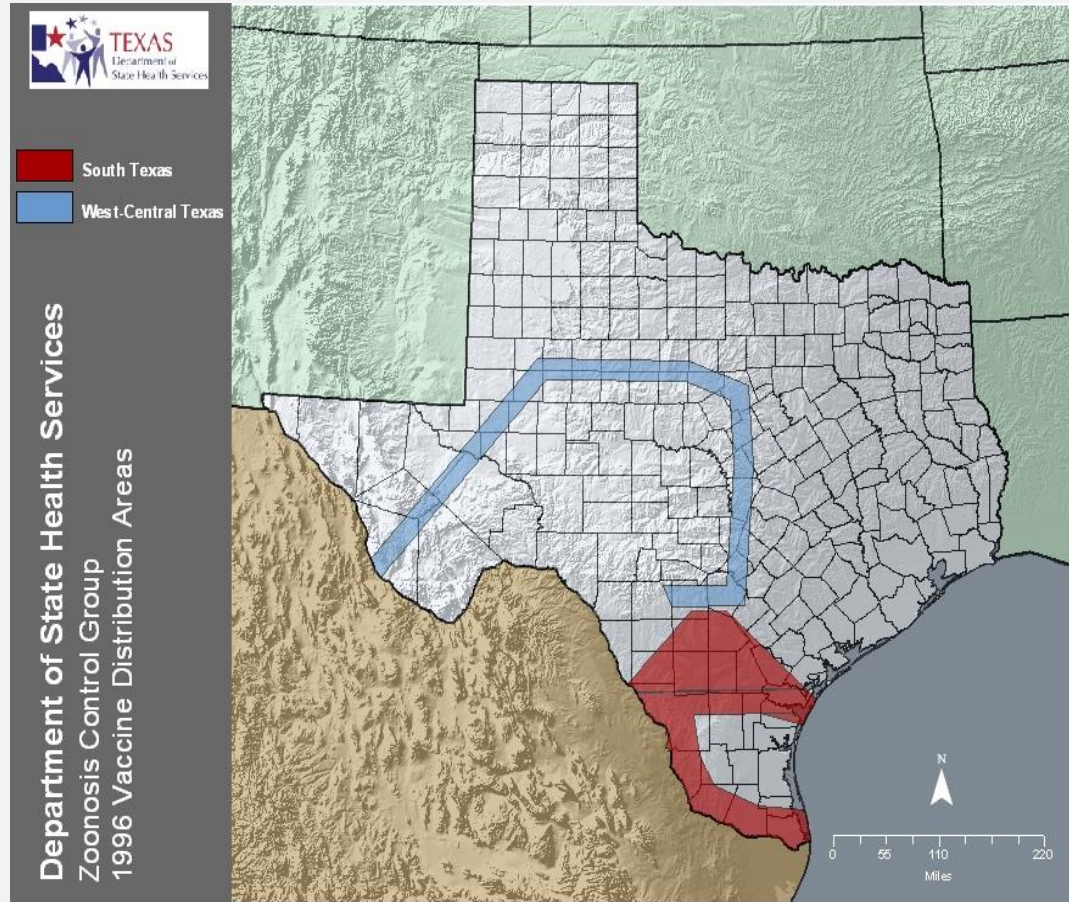 TEXAS
Department of
State Health Services
South Texas
West-Central Texas
Department of State Health Services
Zoonosis Control Group
1996 Vaccine Distribution Areas
N
0 55 110 220
Miles